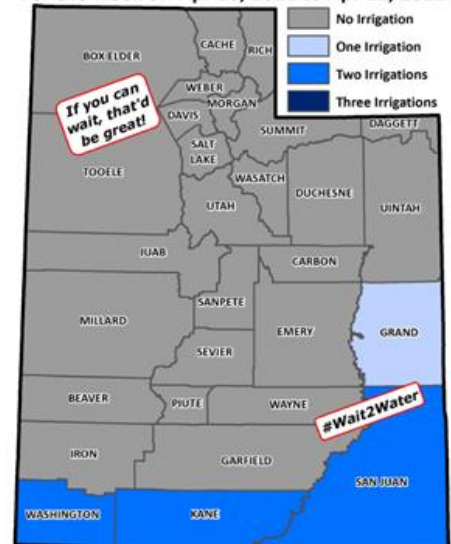 No Irrigation
One Irrigation
Two Irrigations
Three Irrigations
BOX ELDER
CACHE
RICH
If you can
wait, that'd
be great!
WEBER
MORGAN
DAVIS
SUMMIT
DAGGETT
SALT
LAKE
TOOELE
WASATCH
DUCHESNE
UINTAH
UTAH
JUAB
CARBON
SANPETE
MILLARD
EMERY
GRAND
SEVIER
BEAVER
PIUTE
WAYNE
#Wait2Water
IRON
GARFIELD
SAN JUAN
WASHINGTON
KANE